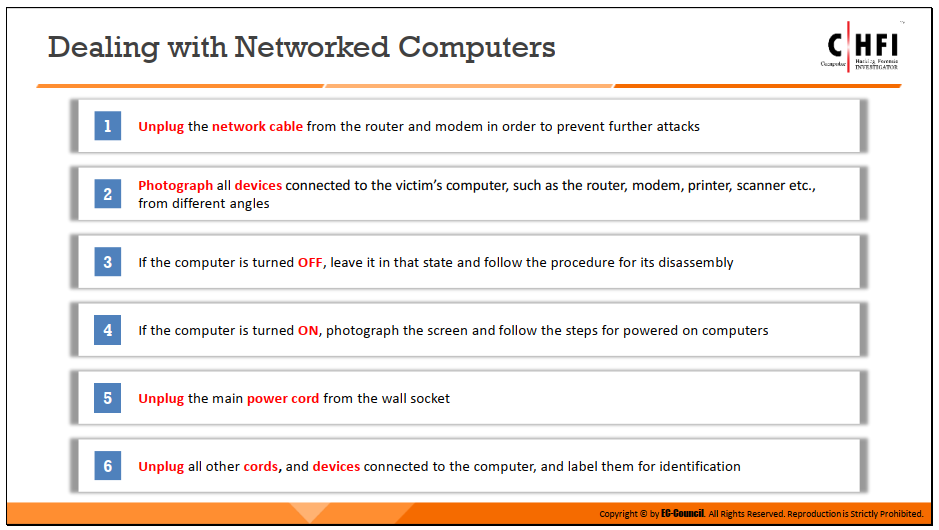 Dealing with Networked Computers
C HFI
Computer Hacking Forensic
INVESTIGATOR
1 Unplug the network cable from the router and modem in order to prevent further attacks
2 Photograph all devices connected to the victim's computer, such as the router, modem, printer, scanner etc.,
from different angles
3 If the computer is turned OFF, leave it in that state and follow the procedure for its disassembly
4 If the computer is turned ON, photograph the screen and follow the steps for powered on computers
5 Unplug the main power cord from the wall socket
6 Unplug all other cords, and devices connected to the computer, and label them for identification
Copyright © by EC-Council. All Rights Reserved. Reproduction is Strictly Prohibited.